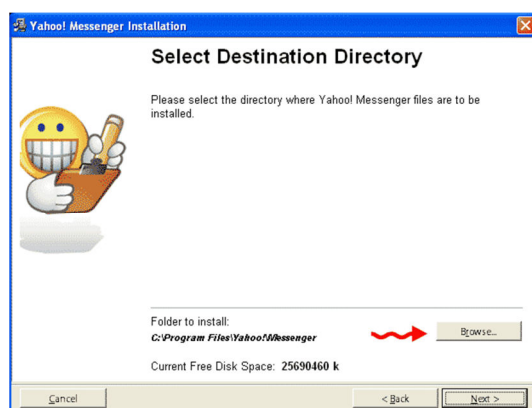 Yahoo! Messenger Installation
Select Destination Directory
Please select the directory where Yahoo! Messenger files are to be
installed.
Folder to install:
C:\Program Files\Yahoo!\Messenger
Browse...
Current Free Disk Space: 25690460 k
Cancel
< Back
Next >